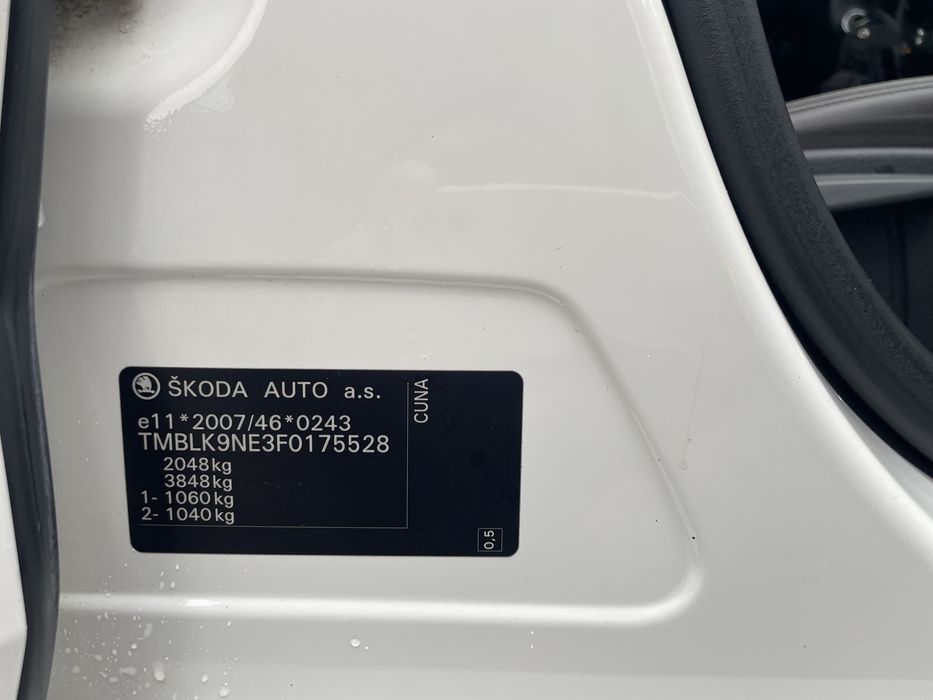 ŠKODA AUTO a.s.
e11*2007/46*0243
TMBLK9NE3F0175528
2048kg
3848kg
1- 1060kg
2- 1040kg
CUNA
0,5